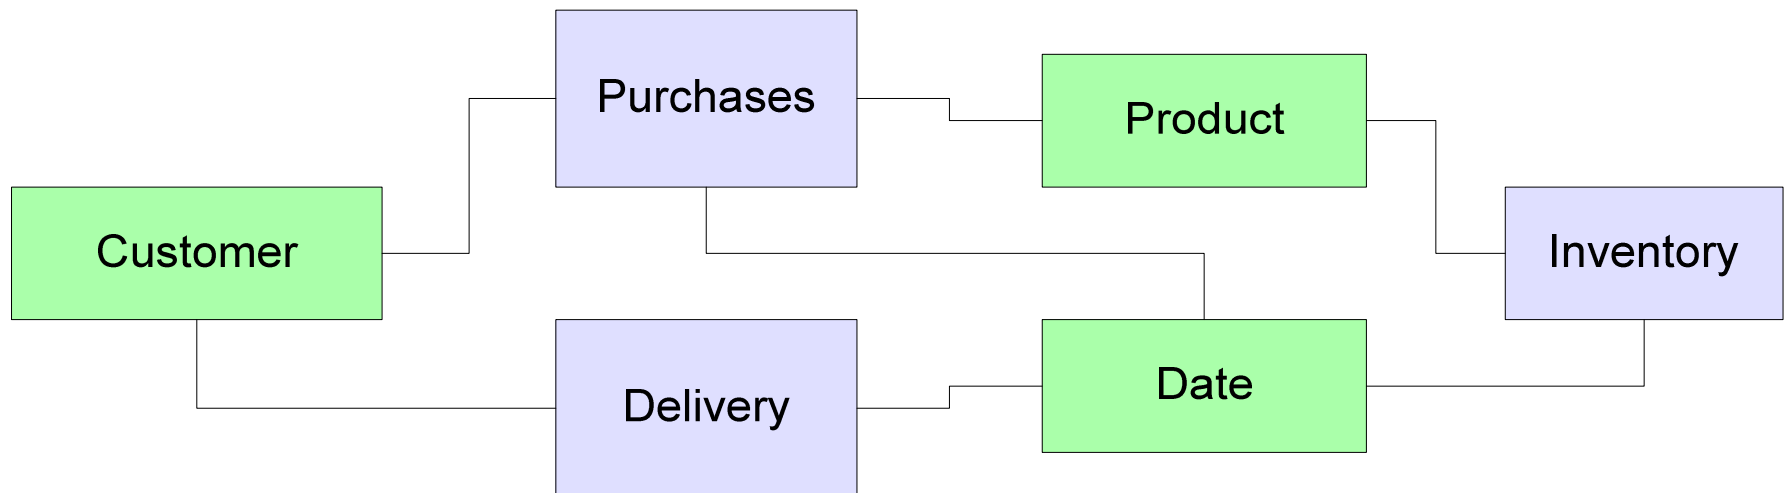 Purchases
Product
Customer
Inventory
Delivery
Date